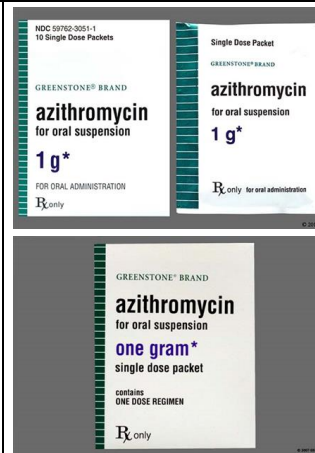 NDC 59762-3051-1
10 Single Dose Packets
GREENSTONE® BRAND
azithromycin
for oral suspension
1 g*
FOR ORAL ADMINISTRATION
Rx only
Single Dose Packet
GREENSTONE® BRAND
azithromycin
for oral suspension
1 g*
Rx only for oral administration
GREENSTONE® BRAND
azithromycin
for oral suspension
one gram*
single dose packet
contains
ONE DOSE REGIMEN
Rx only